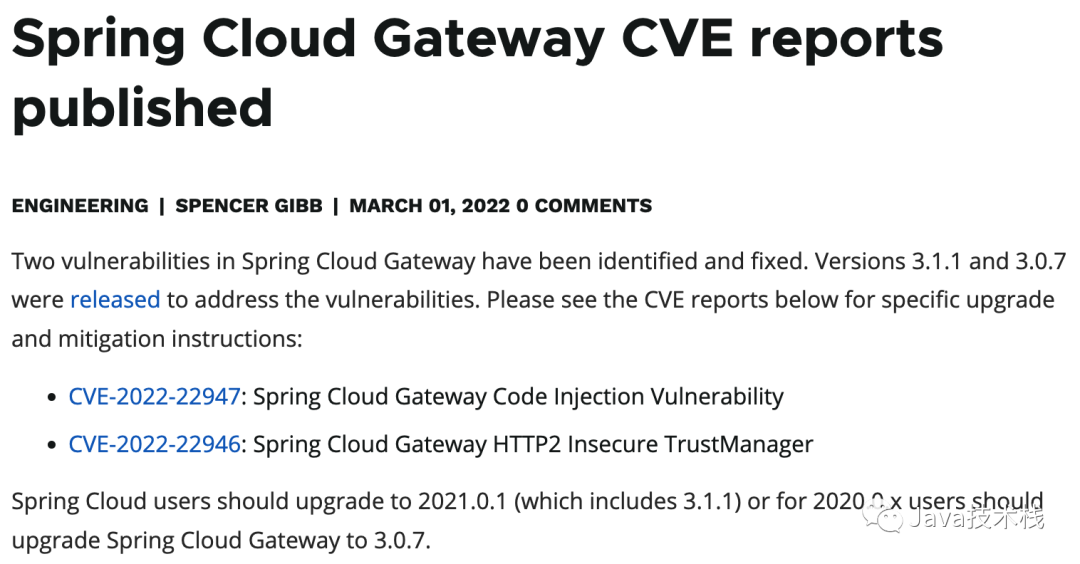 Spring Cloud Gateway CVE reports
published
ENGINEERING | SPENCER GIBB | MARCH 01, 2022 0 COMMENTS
Two vulnerabilities in Spring Cloud Gateway have been identified and fixed. Versions 3.1.1 and 3.0.7
were released to address the vulnerabilities. Please see the CVE reports below for specific upgrade
and mitigation instructions:
• CVE-2022-22947: Spring Cloud Gateway Code Injection Vulnerability
• CVE-2022-22946: Spring Cloud Gateway HTTP2 Insecure TrustManager
Spring Cloud users should upgrade to 2021.0.1 (which includes 3.1.1) or for 2020.0.x users should
upgrade Spring Cloud Gateway to 3.0.7.
Java技术栈